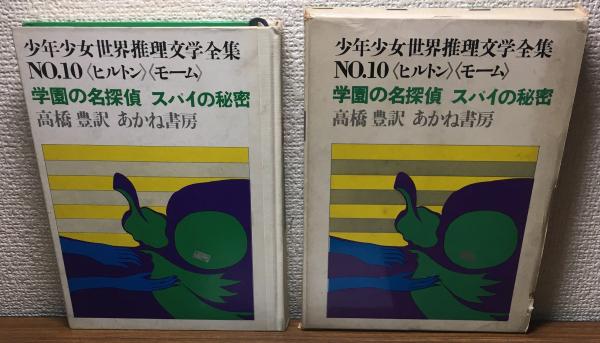 少年少女世界推理文学全集
NO.10〈ヒルトン〉〈モーム〉
学園の名探偵 スパイの秘密
高橋 豊訳 あかね書房
少年少女世界推理文学全集
NO.10〈ヒルトン〉〈モーム〉
学園の名探偵 スパイの秘密
高橋 豊訳 あかね書房